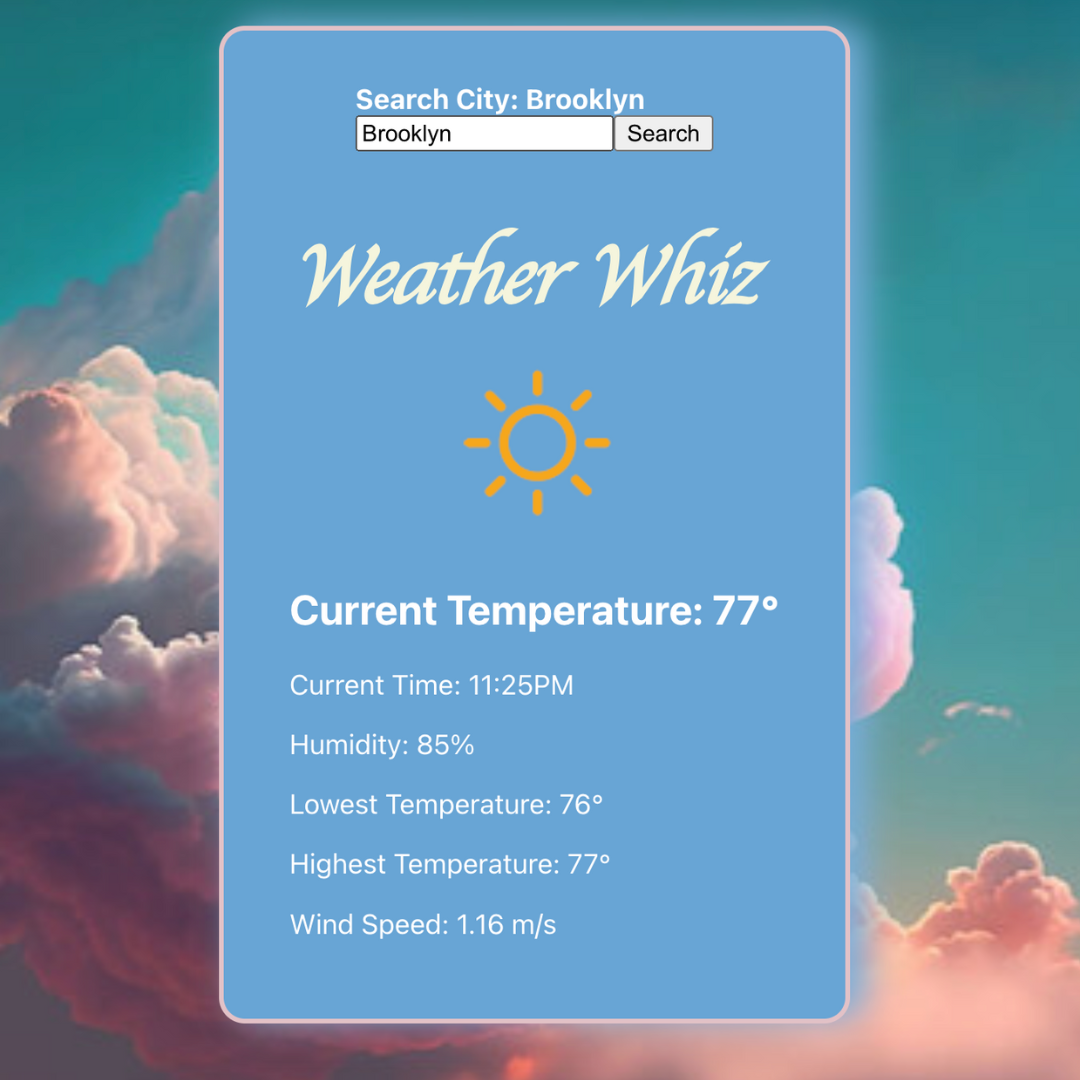 Search City: Brooklyn
Brooklyn Search
Weather Whiz
Current Temperature: 77°
Current Time: 11:25PM
Humidity: 85%
Lowest Temperature: 76°
Highest Temperature: 77°
Wind Speed: 1.16 m/s